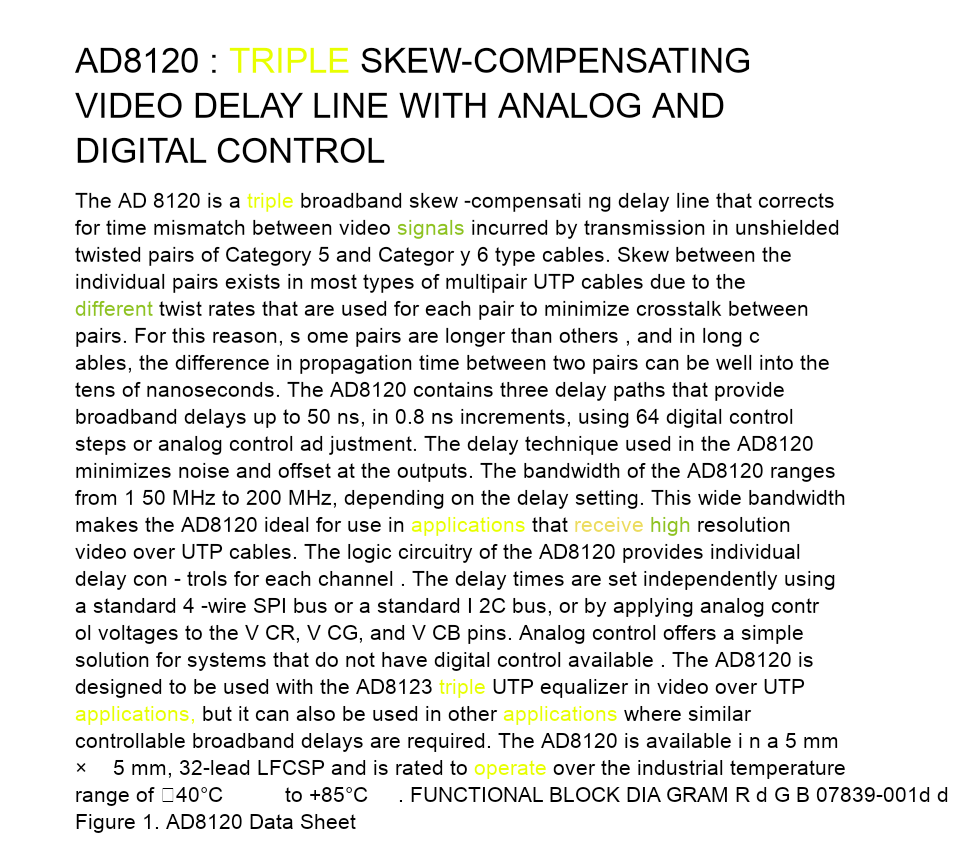 AD8120 : TRIPLE SKEW-COMPENSATING
VIDEO DELAY LINE WITH ANALOG AND
DIGITAL CONTROL
The AD 8120 is a triple broadband skew -compensati ng delay line that corrects
for time mismatch between video signals incurred by transmission in unshielded
twisted pairs of Category 5 and Categor y 6 type cables. Skew between the
individual pairs exists in most types of multipair UTP cables due to the
different twist rates that are used for each pair to minimize crosstalk between
pairs. For this reason, s ome pairs are longer than others , and in long c
ables, the difference in propagation time between two pairs can be well into the
tens of nanoseconds. The AD8120 contains three delay paths that provide
broadband delays up to 50 ns, in 0.8 ns increments, using 64 digital control
steps or analog control ad justment. The delay technique used in the AD8120
minimizes noise and offset at the outputs. The bandwidth of the AD8120 ranges
from 1 50 MHz to 200 MHz, depending on the delay setting. This wide bandwidth
makes the AD8120 ideal for use in applications that receive high resolution
video over UTP cables. The logic circuitry of the AD8120 provides individual
delay con - trols for each channel . The delay times are set independently using
a standard 4 -wire SPI bus or a standard I 2C bus, or by applying analog contr
ol voltages to the V CR, V CG, and V CB pins. Analog control offers a simple
solution for systems that do not have digital control available . The AD8120 is
designed to be used with the AD8123 triple UTP equalizer in video over UTP
applications, but it can also be used in other applications where similar
controllable broadband delays are required. The AD8120 is available i n a 5 mm
× 5 mm, 32-lead LFCSP and is rated to operate over the industrial temperature
range of □40°C to +85°C . FUNCTIONAL BLOCK DIA GRAM R d G B 07839-001d d
Figure 1. AD8120 Data Sheet